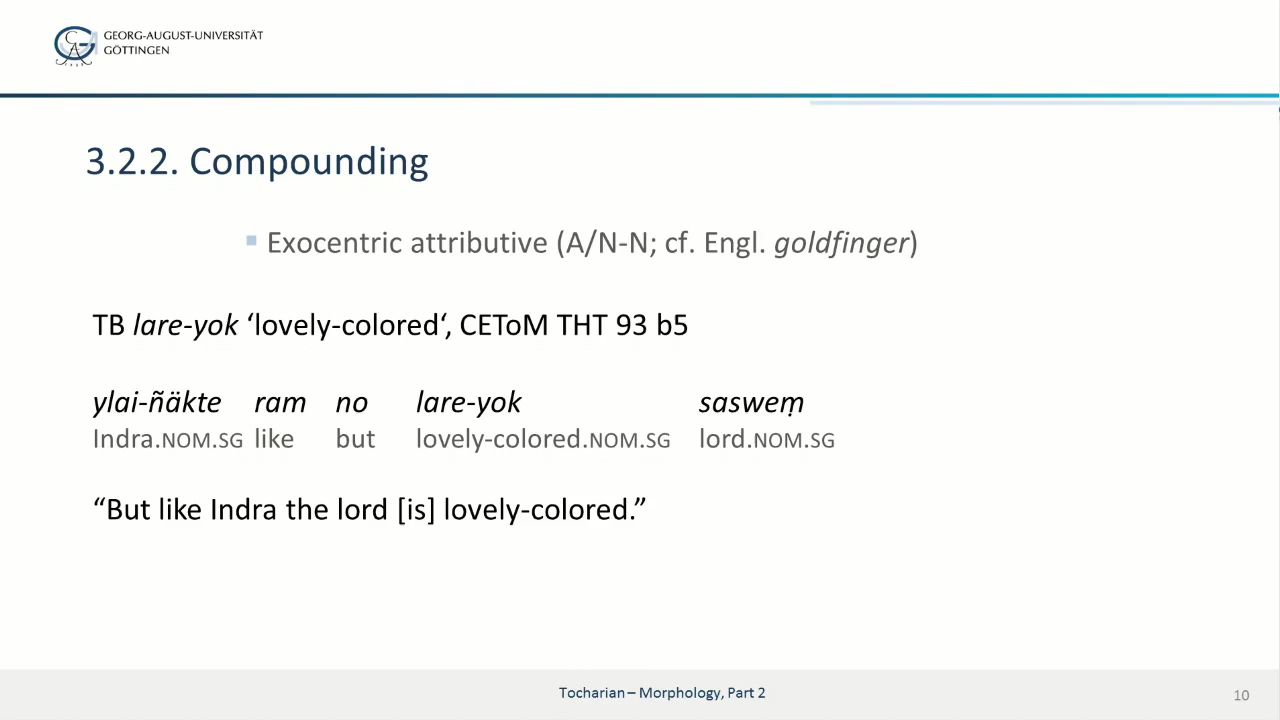 GEORG-AUGUST-UNIVERSITÄT
GÖTTINGEN
3.2.2. Compounding
▪ Exocentric attributive (A/N-N; cf. Engl. goldfinger)
TB lare-yok ‘lovely-colored‘, CEToM THT 93 b5
ylai-ñäkte ram no lare-yok sasweṃ
Indra.NOM.SG like but lovely-colored.NOM.SG lord.NOM.SG
“But like Indra the lord [is] lovely-colored.”
Tocharian – Morphology, Part 2
10